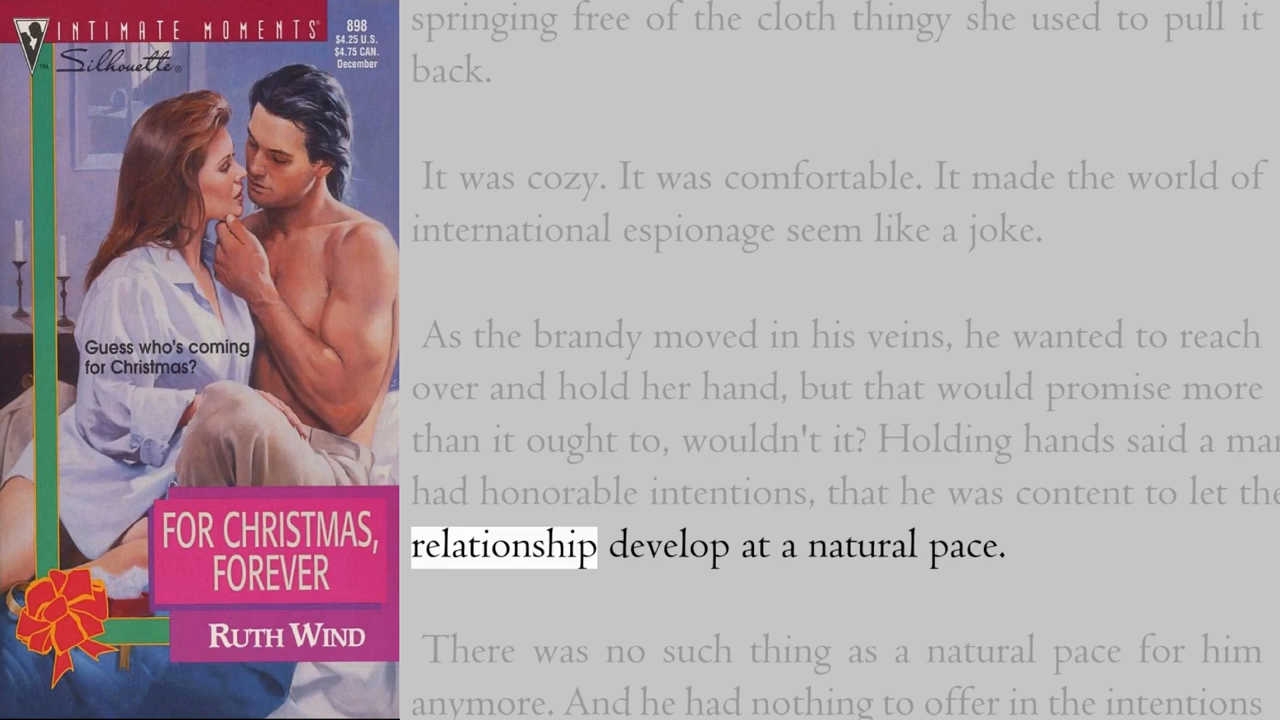 INTIMATE MOMENTS®
898
$4.25 U.S.
$4.75 CAN.
December
™
Silhouette®
Guess who's coming
for Christmas?
FOR CHRISTMAS,
FOREVER
RUTH WIND
springing free of the cloth thingy she used to pull it
back.
It was cozy. It was comfortable. It made the world of
international espionage seem like a joke.
As the brandy moved in his veins, he wanted to reach
over and hold her hand, but that would promise more
than it ought to, wouldn't it? Holding hands said a man
had honorable intentions, that he was content to let the
relationship develop at a natural pace.
There was no such thing as a natural pace for him
anymore. And he had nothing to offer in the intentions